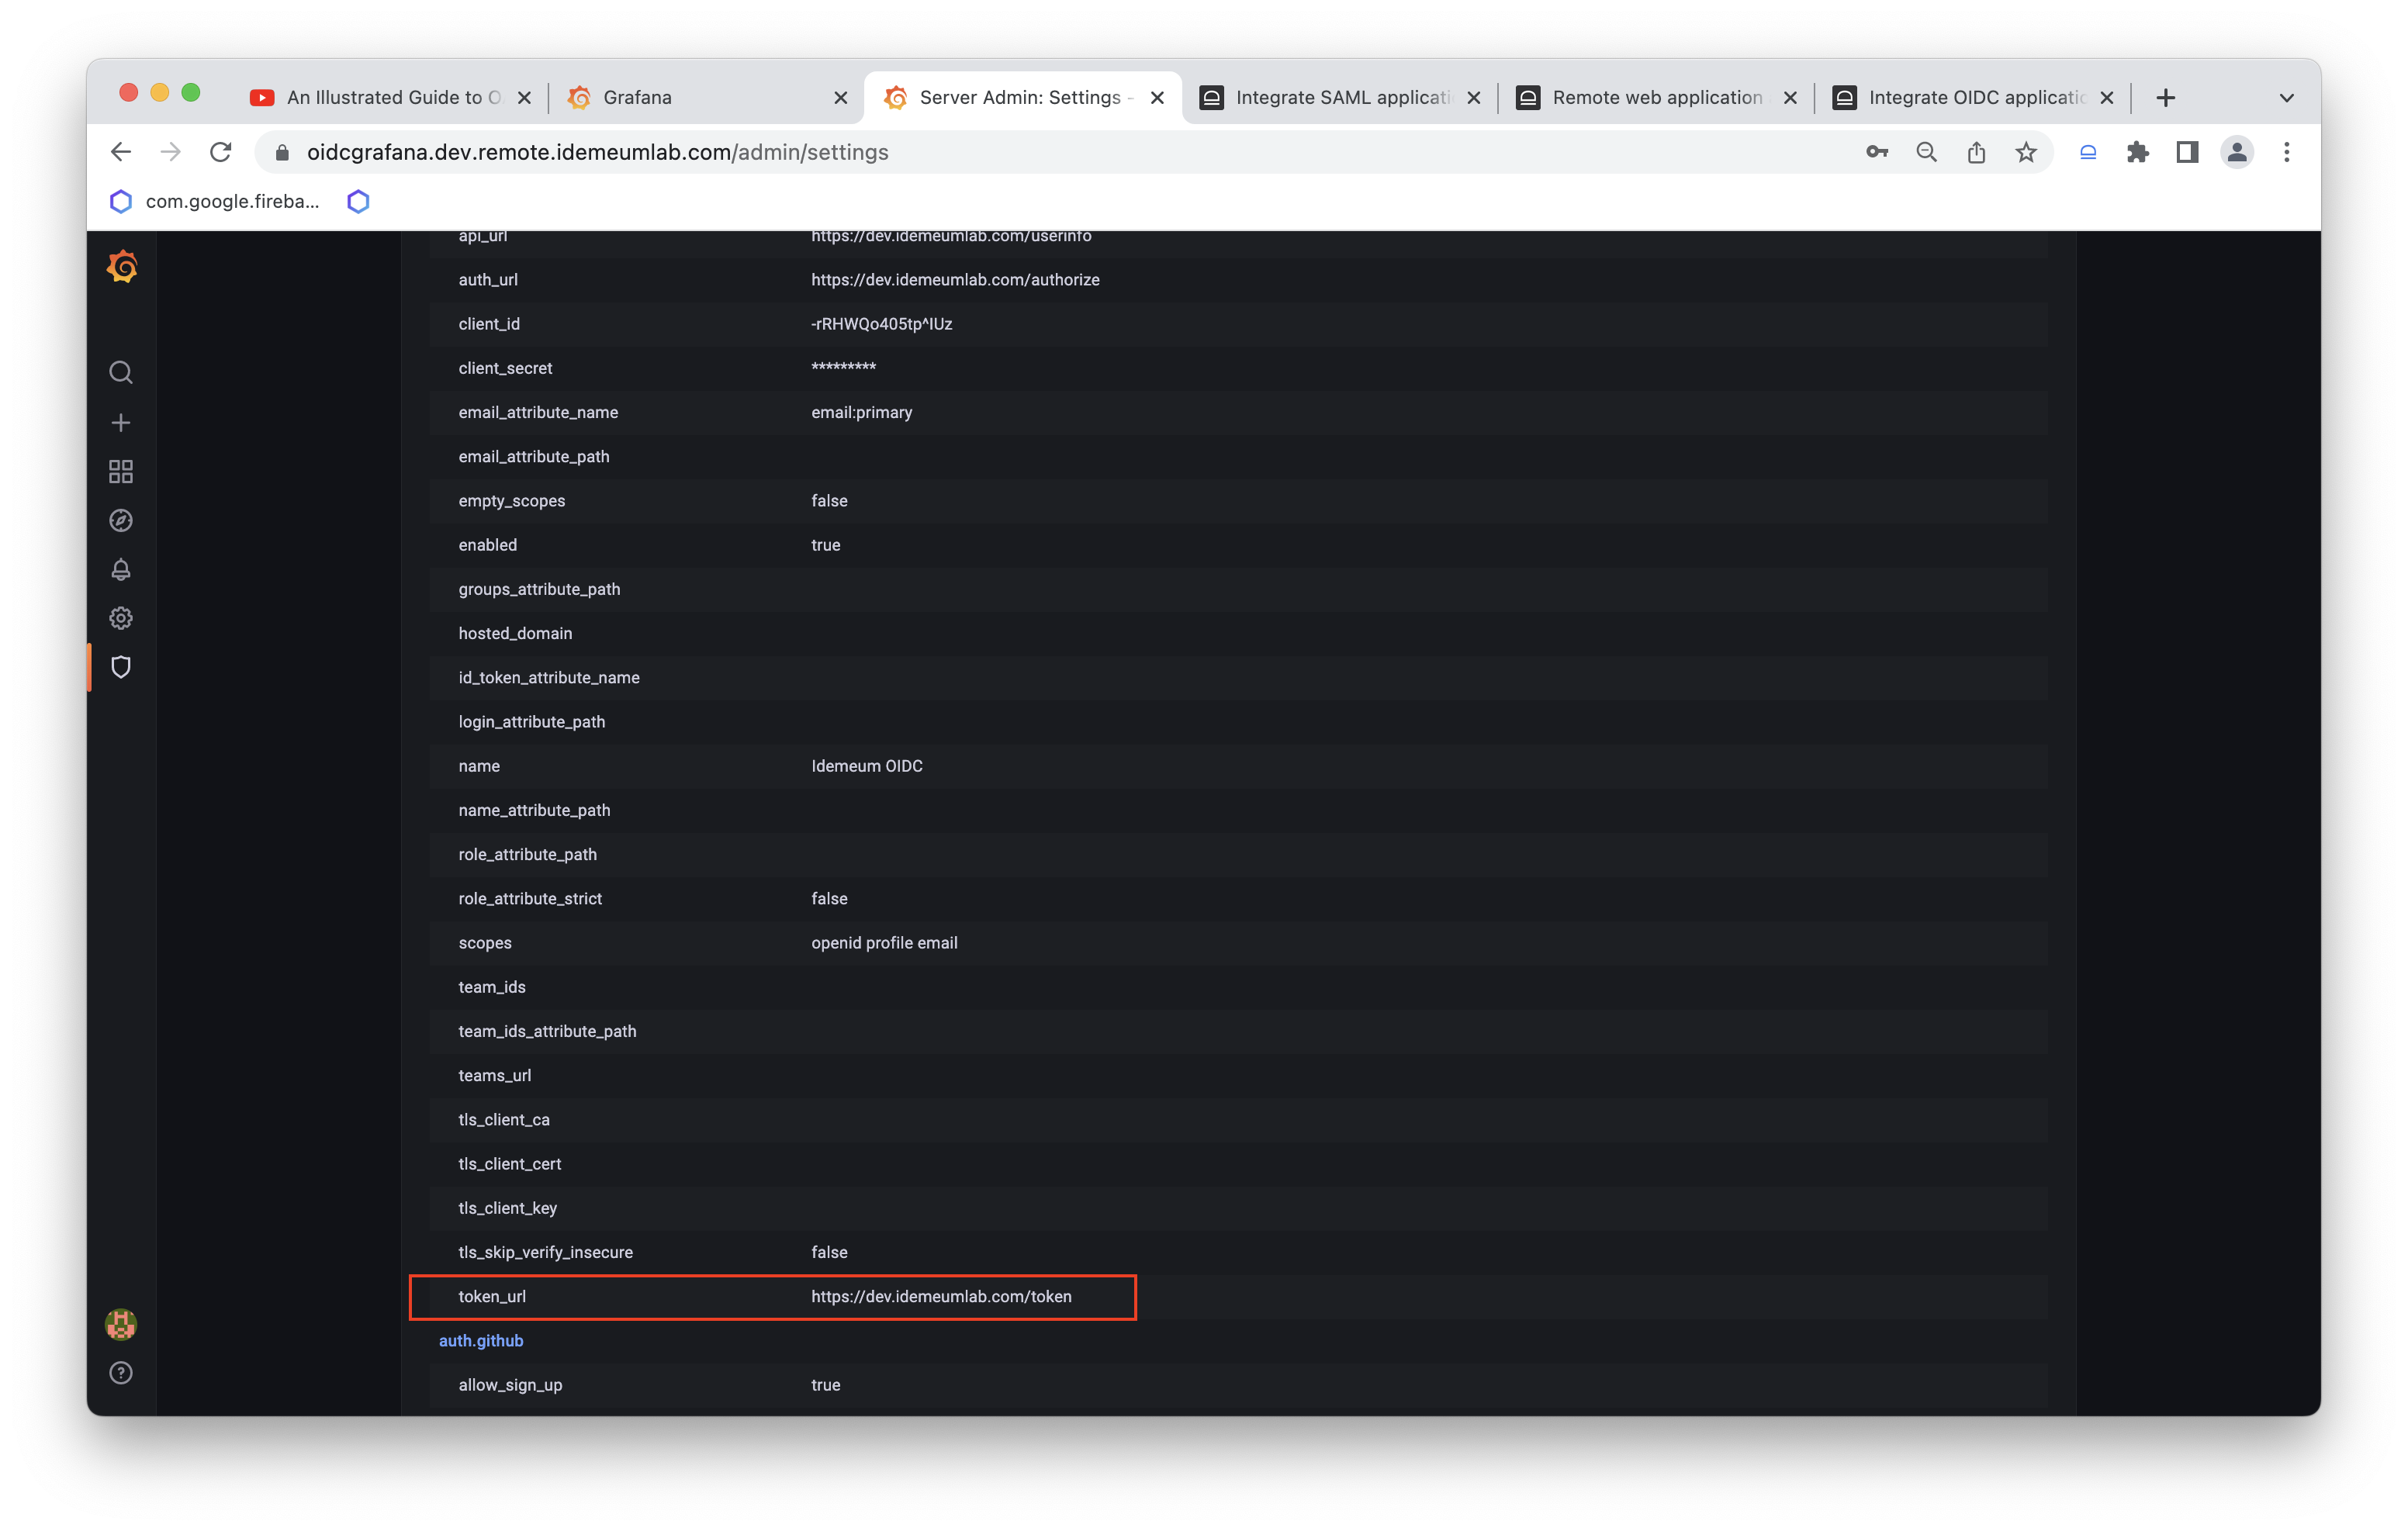 An Illustrated Guide to O
Grafana
Server Admin: Settings -
Integrate SAML applicati
Remote web application
Integrate OIDC applicatio
oidcgrafana.dev.remote.idemeumlab.com/admin/settings
com.google.fireba...
api_url https://dev.idemeumlab.com/userinfo
auth_url https://dev.idemeumlab.com/authorize
client_id -rRHWQo405tp^IUz
client_secret *********
email_attribute_name email:primary
email_attribute_path
empty_scopes false
enabled true
groups_attribute_path
hosted_domain
id_token_attribute_name
login_attribute_path
name Idemeum OIDC
name_attribute_path
role_attribute_path
role_attribute_strict false
scopes openid profile email
team_ids
team_ids_attribute_path
teams_url
tls_client_ca
tls_client_cert
tls_client_key
tls_skip_verify_insecure false
token_url https://dev.idemeumlab.com/token
auth.github
allow_sign_up true